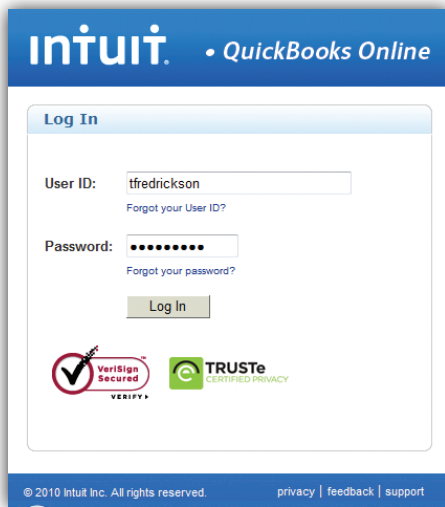 intuit. • QuickBooks Online
Log In
User ID: tfredrickson
Forgot your User ID?
Password: •••••••••
Forgot your password?
Log In
VeriSign™
Secured
VERIFY
TRUSTe
CERTIFIED PRIVACY
© 2010 Intuit Inc. All rights reserved. privacy | feedback | support